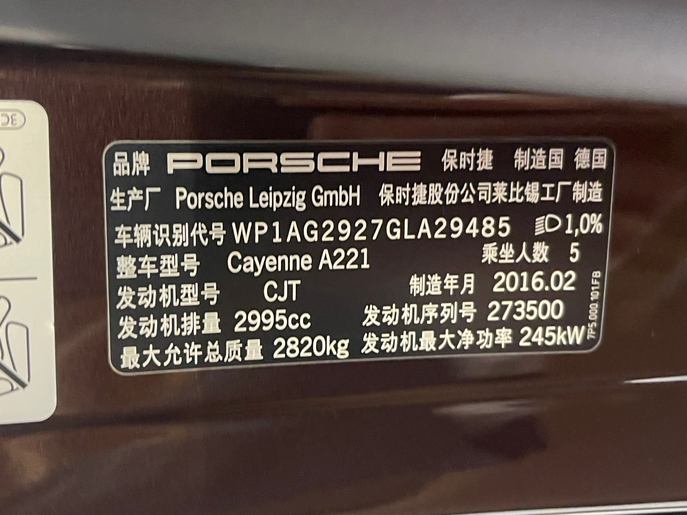 品牌 PORSCHE 保时捷 制造国 德国
生产厂 Porsche Leipzig GmbH 保时捷股份公司莱比锡工厂制造
车辆识别代号 WP1AG2927GLA29485 1,0%
整车型号 Cayenne A221 乘坐人数 5
发动机型号 CJT 制造年月 2016.02
发动机排量 2995cc 发动机序列号 273500
最大允许总质量 2820kg 发动机最大净功率 245kW
7P5.000.101.FB